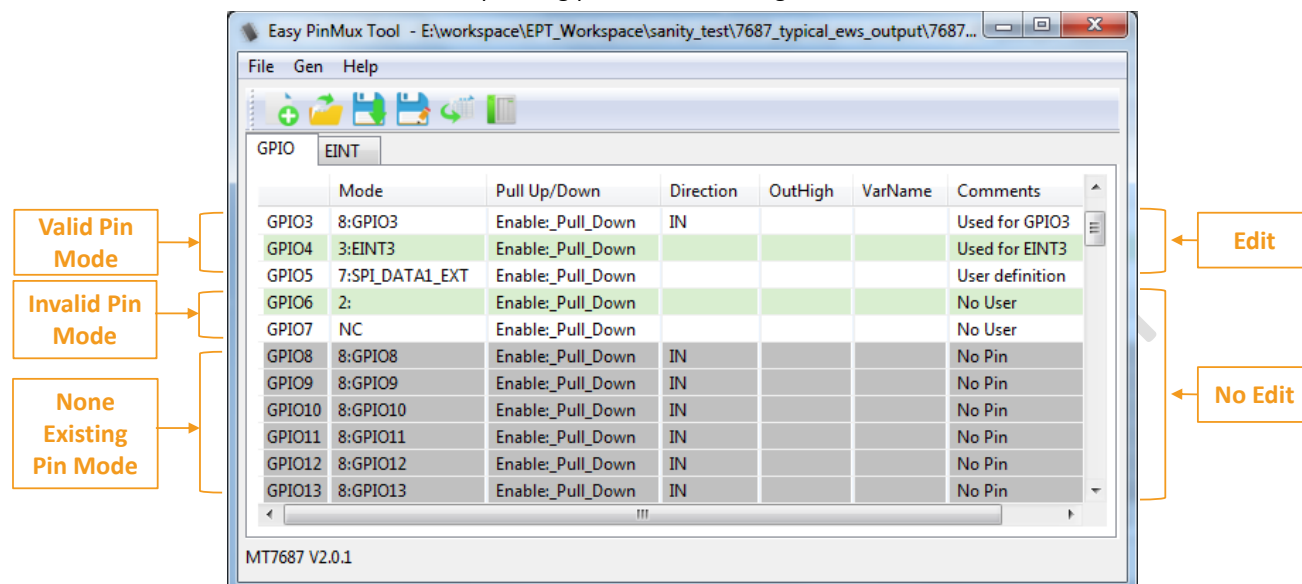 Easy PinMux Tool - E:\workspace\EPT_Workspace\sanity_test\7687_typical_ews_output\7687...
File Gen Help
GPIO EINT
Mode Pull Up/Down Direction OutHigh VarName Comments
GPIO3 8:GPIO3 Enable:_Pull_Down IN Used for GPIO3
GPIO4 3:EINT3 Enable:_Pull_Down Used for EINT3
GPIO5 7:SPI_DATA1_EXT Enable:_Pull_Down User definition
GPIO6 2: Enable:_Pull_Down No User
GPIO7 NC Enable:_Pull_Down No User
GPIO8 8:GPIO8 Enable:_Pull_Down IN No Pin
GPIO9 8:GPIO9 Enable:_Pull_Down IN No Pin
GPIO10 8:GPIO10 Enable:_Pull_Down IN No Pin
GPIO11 8:GPIO11 Enable:_Pull_Down IN No Pin
GPIO12 8:GPIO12 Enable:_Pull_Down IN No Pin
GPIO13 8:GPIO13 Enable:_Pull_Down IN No Pin
MT7687 V2.0.1
Valid Pin
Mode
Invalid Pin
Mode
None
Existing
Pin Mode
Edit
No Edit